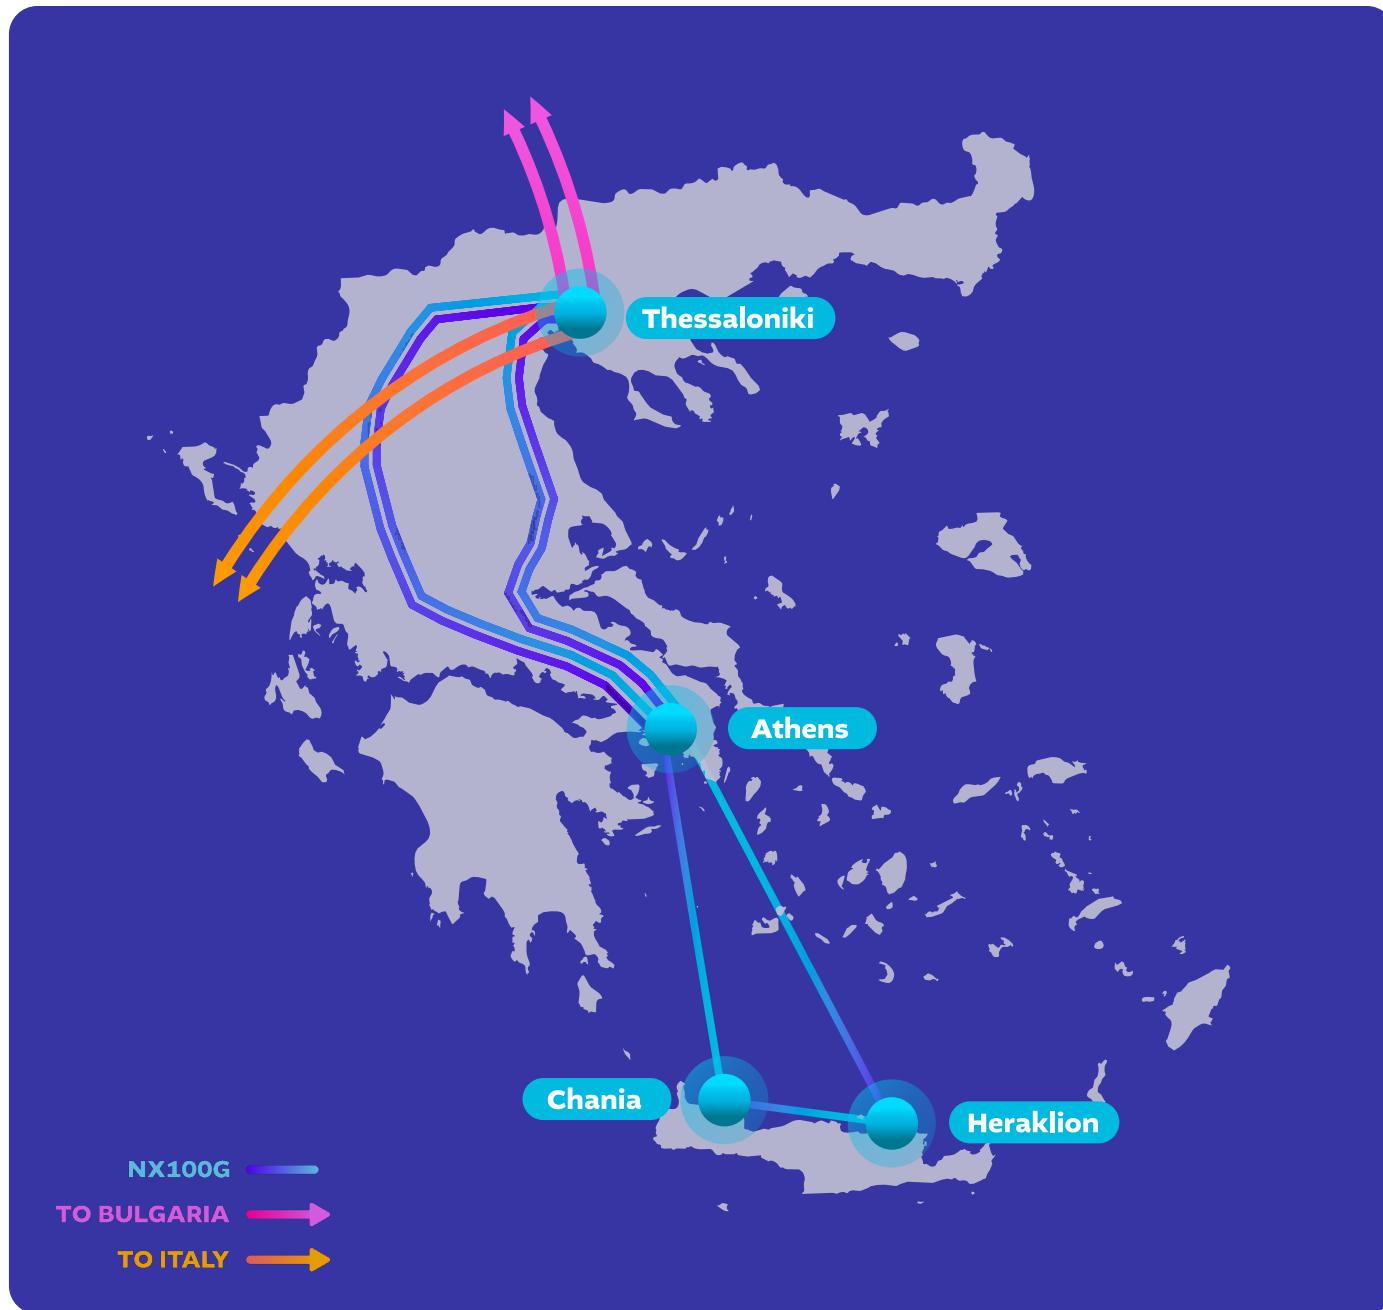 Thessaloniki
Athens
Chania
Heraklion
NX100G
TO BULGARIA
TO ITALY